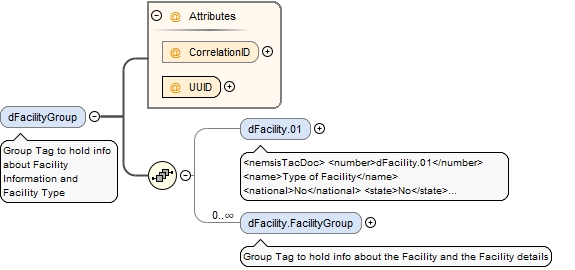 @ Attributes
@ CorrelationID
@ UUID
dFacilityGroup
Group Tag to hold info
about Facility
Information and
Facility Type
dFacility.01
<nemsisTacDoc> <number>dFacility.01</number>
<name>Type of Facility</name>
<national>No</national> <state>No</state>...
0..∞
dFacility.FacilityGroup
Group Tag to hold info about the Facility and the Facility details